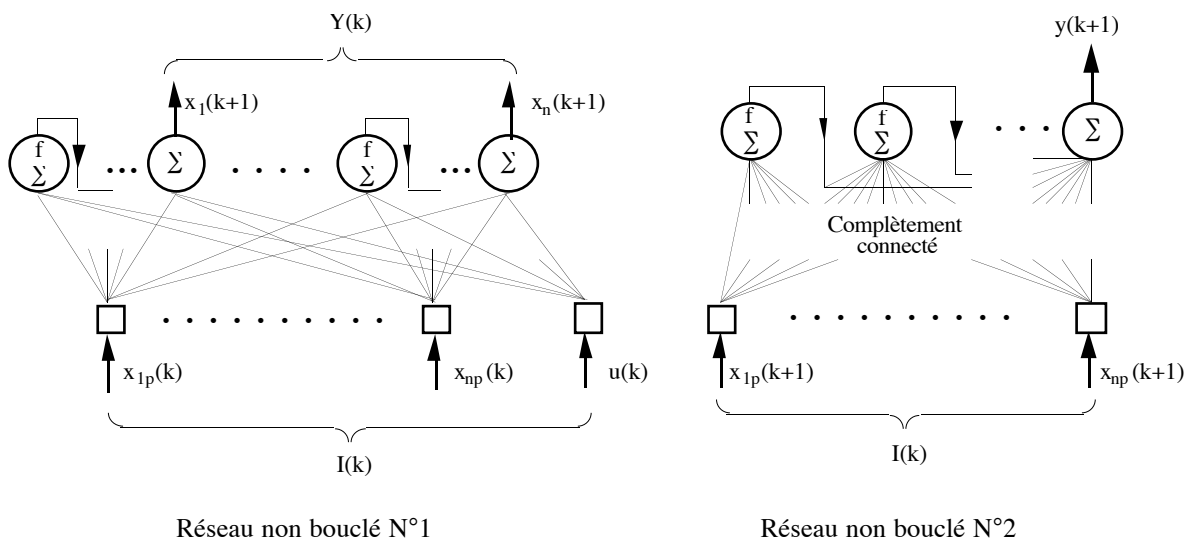 Y(k)
x1(k+1)
xn(k+1)
f
Σ
Σ
f
Σ
Σ
x1p(k)
xnp(k)
u(k)
I(k)
Réseau non bouclé N°1
y(k+1)
f
Σ
f
Σ
Σ
Complètement
connecté
x1p(k+1)
xnp(k+1)
I(k)
Réseau non bouclé N°2